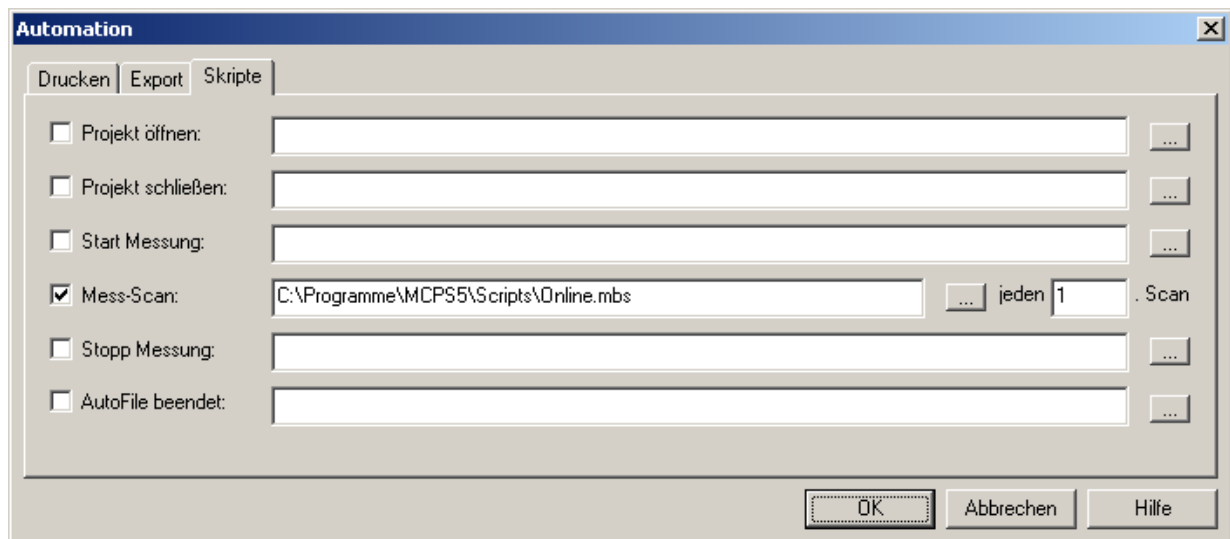 Automation
Drucken Export Skripte
Projekt öffnen: ...
Projekt schließen: ...
Start Messung: ...
Mess-Scan: C:\Programme\MCPS5\Scripts\Online.mbs ... jeden 1 . Scan
Stopp Messung: ...
AutoFile beendet: ...
OK Abbrechen Hilfe